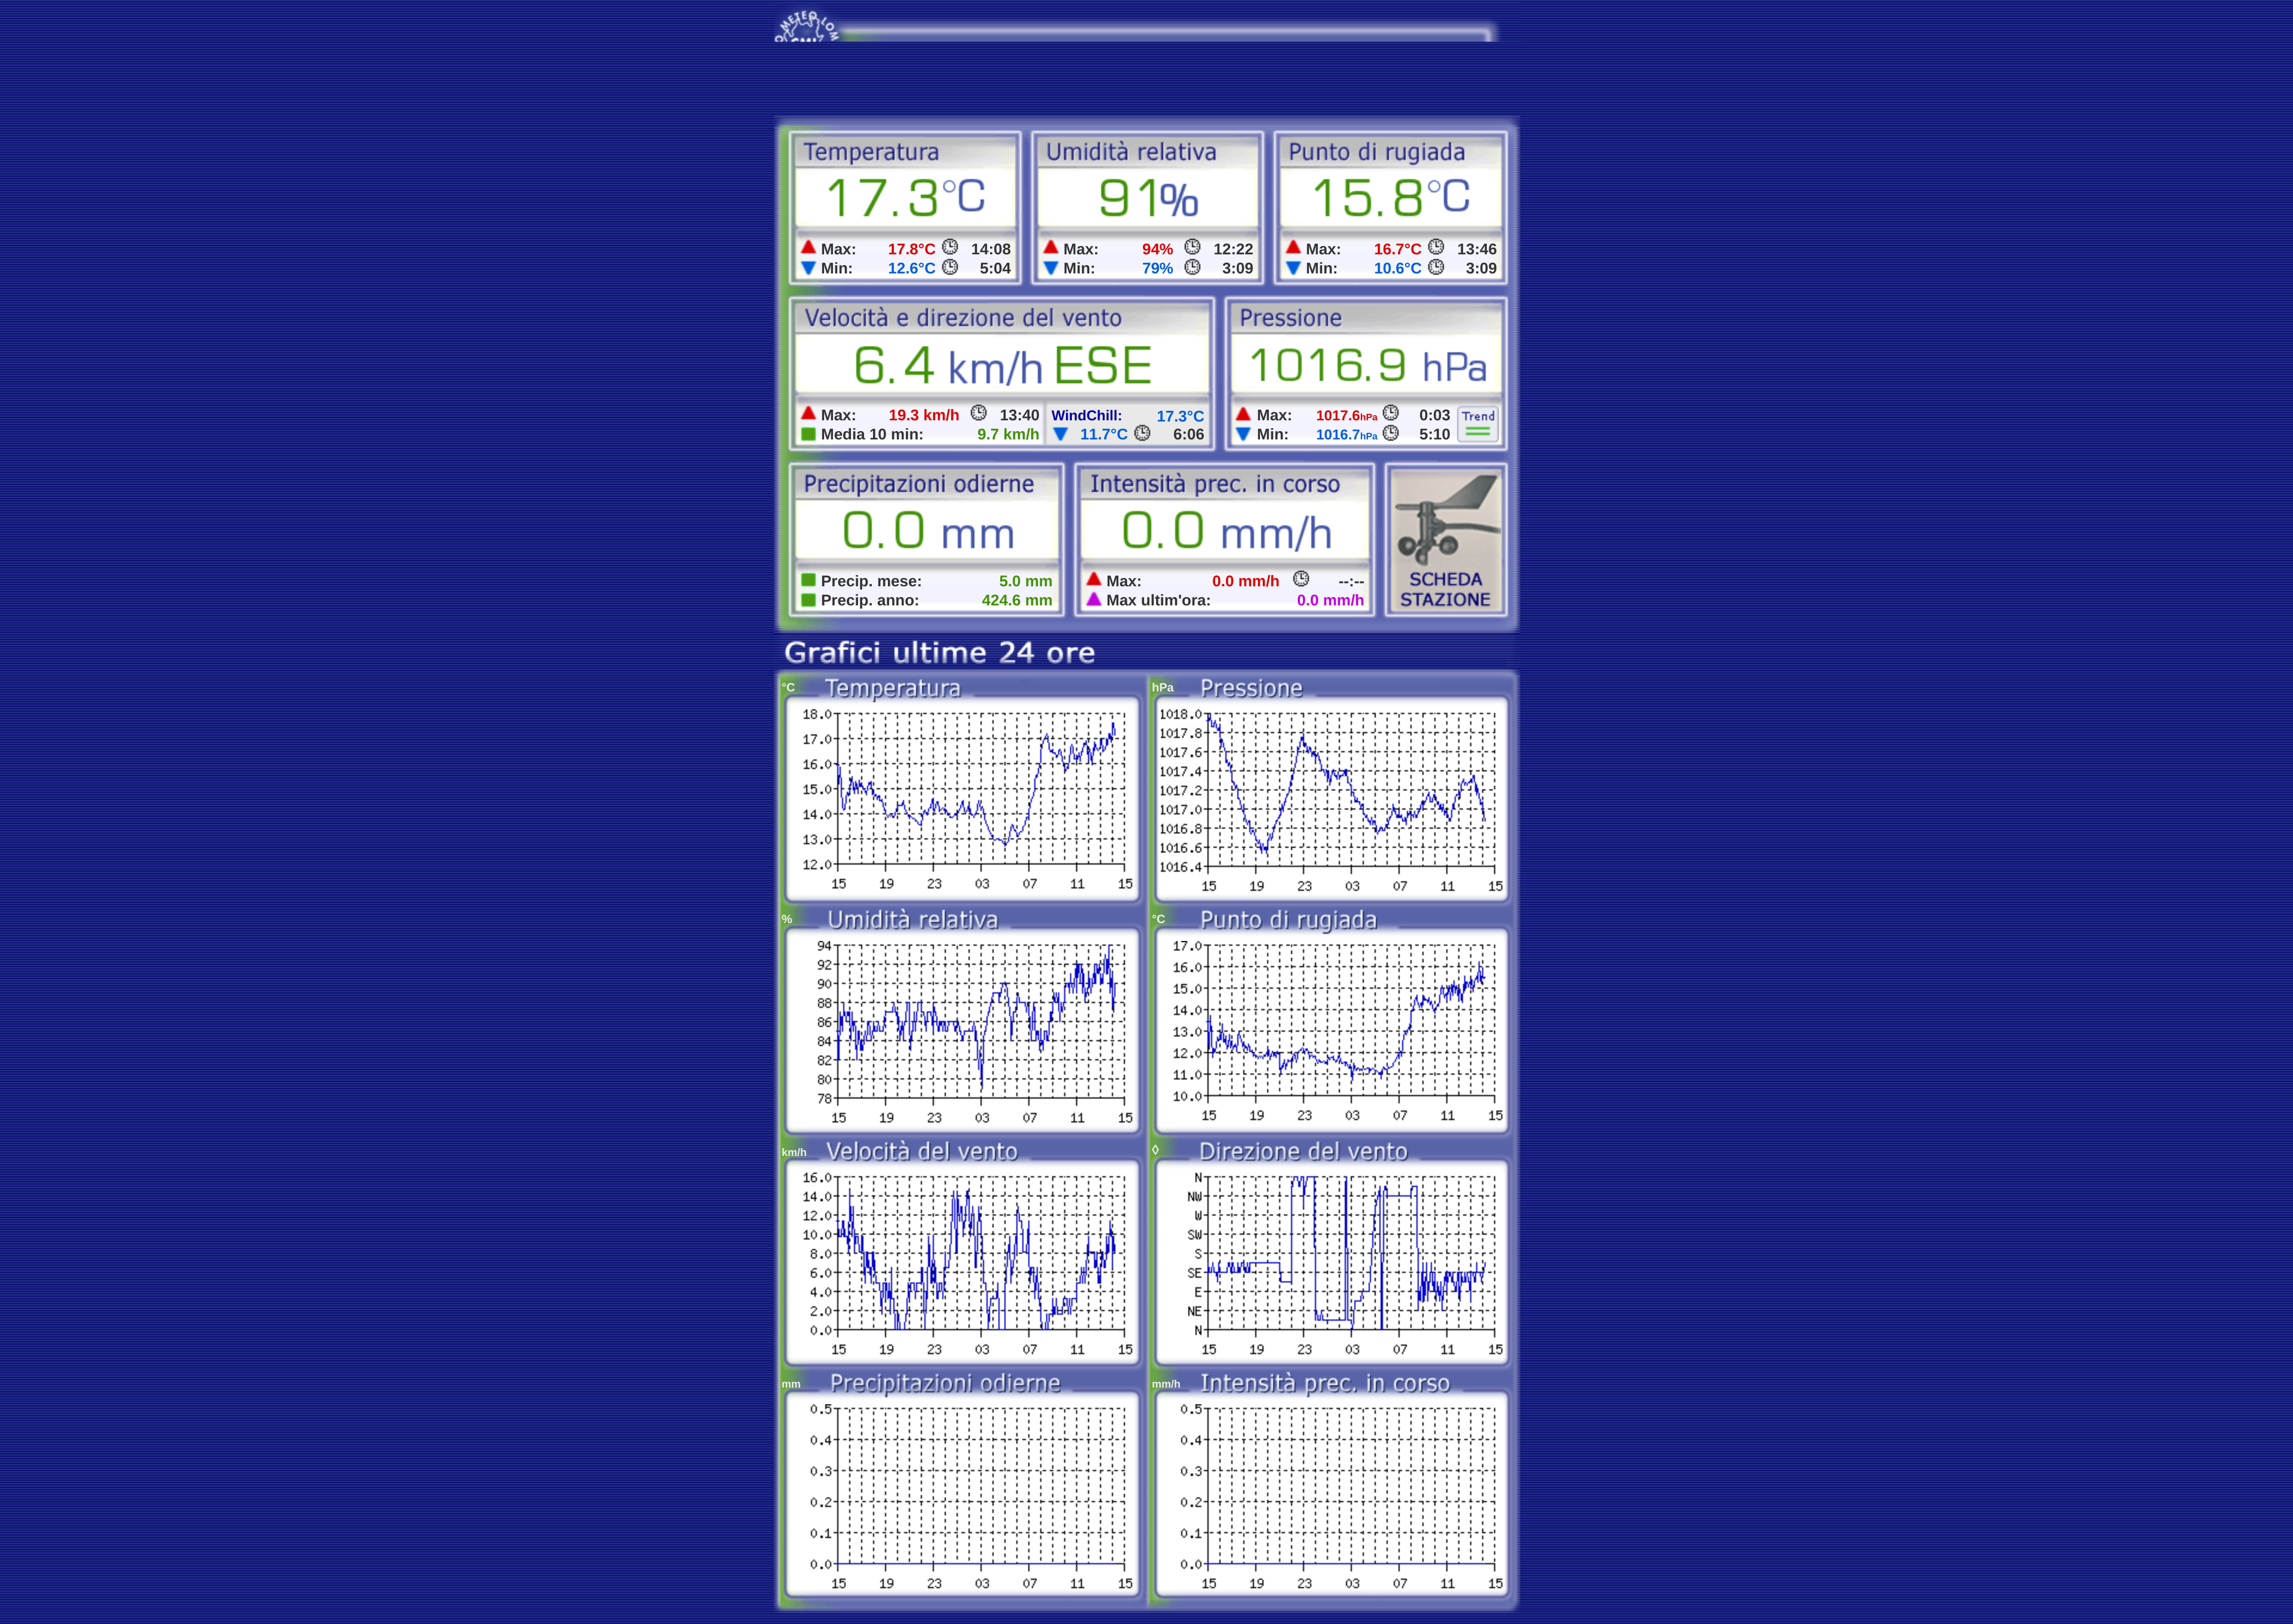 METEO LOM
Temperatura
17.3°C
Max: 17.8°C 14:08
Min: 12.6°C 5:04
Umidità relativa
91%
Max: 94% 12:22
Min: 79% 3:09
Punto di rugiada
15.8°C
Max: 16.7°C 13:46
Min: 10.6°C 3:09
Velocità e direzione del vento
6.4 km/h ESE
Max: 19.3 km/h 13:40
Media 10 min: 9.7 km/h
WindChill: 17.3°C
11.7°C 6:06
Pressione
1016.9 hPa
Max: 1017.6hPa 0:03
Min: 1016.7hPa 5:10
Trend
Precipitazioni odierne
0.0 mm
Precip. mese: 5.0 mm
Precip. anno: 424.6 mm
Intensità prec. in corso
0.0 mm/h
Max: 0.0 mm/h --:--
Max ultim'ora: 0.0 mm/h
SCHEDA
STAZIONE
Grafici ultime 24 ore
°C Temperatura
18.0
17.0
16.0
15.0
14.0
13.0
12.0
15 19 23 03 07 11 15
hPa Pressione
1018.0
1017.8
1017.6
1017.4
1017.2
1017.0
1016.8
1016.6
1016.4
15 19 23 03 07 11 15
% Umidità relativa
94
92
90
88
86
84
82
80
78
15 19 23 03 07 11 15
°C Punto di rugiada
17.0
16.0
15.0
14.0
13.0
12.0
11.0
10.0
15 19 23 03 07 11 15
km/h Velocità del vento
16.0
14.0
12.0
10.0
8.0
6.0
4.0
2.0
0.0
15 19 23 03 07 11 15
◊ Direzione del vento
N
NW
W
SW
S
SE
E
NE
N
15 19 23 03 07 11 15
mm Precipitazioni odierne
0.5
0.4
0.3
0.2
0.1
0.0
15 19 23 03 07 11 15
mm/h Intensità prec. in corso
0.5
0.4
0.3
0.2
0.1
0.0
15 19 23 03 07 11 15